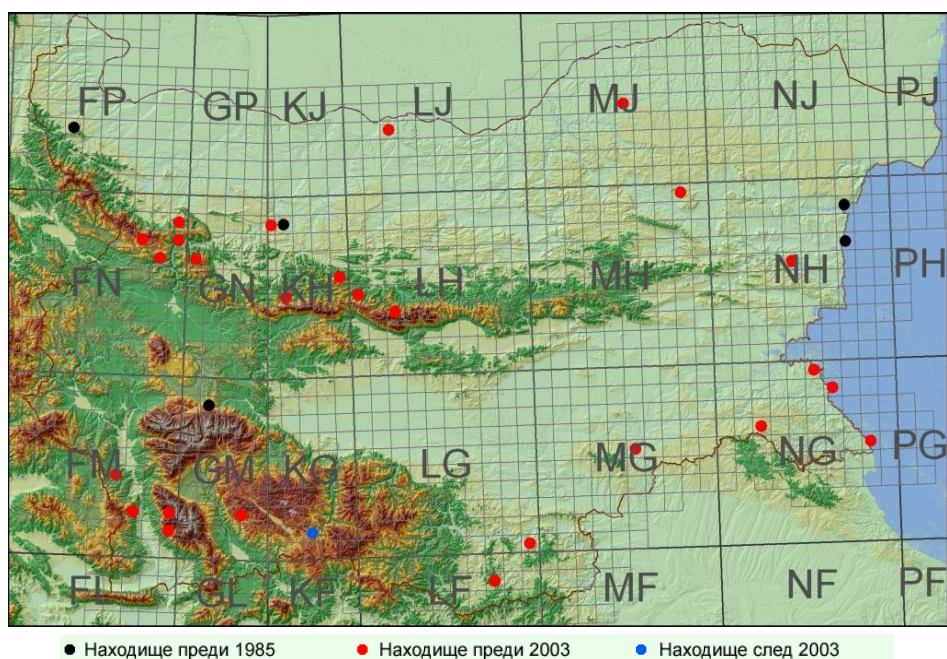 FP GP KJ LJ MJ NJ PJ
FN GN KH LH MH NH PH
FM GM KG LG MG NG PG
FL GL KF LF MF NF PF
Находище преди 1985 Находище преди 2003 Находище след 2003